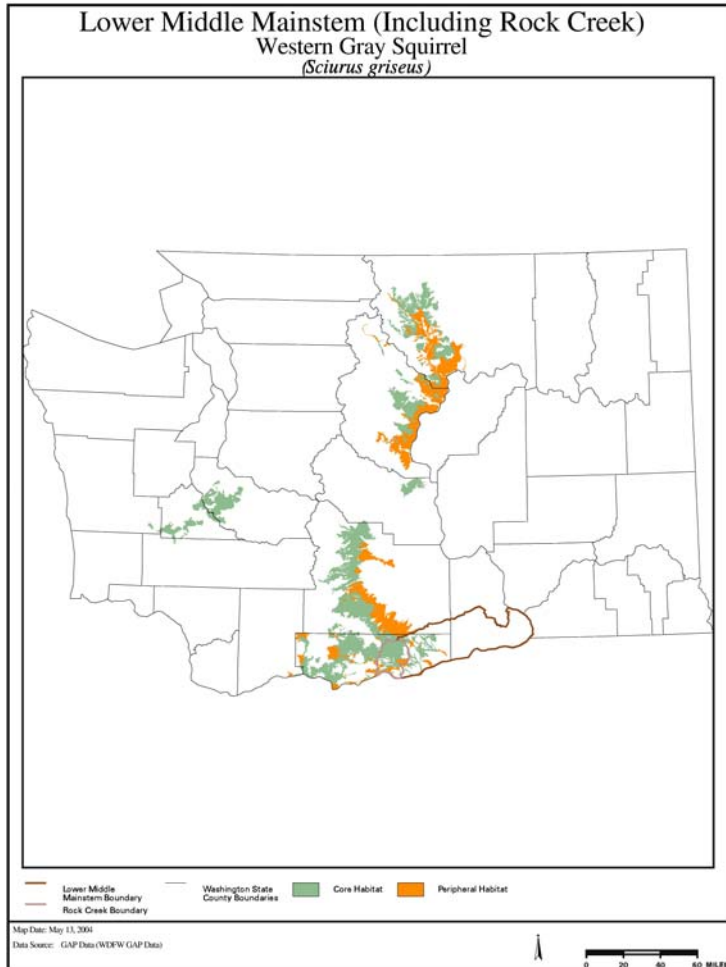 Lower Middle Mainstem (Including Rock Creek)
Western Gray Squirrel
(Sciurus griseus)
Lower Middle
Mainstem Boundary
Rock Creek Boundary
Washington State
County Boundaries
Core Habitat
Peripheral Habitat
Map Date: May 13, 2004
Data Source: GAP Data (WDFW GAP Data)
0 20 40 60 MILES